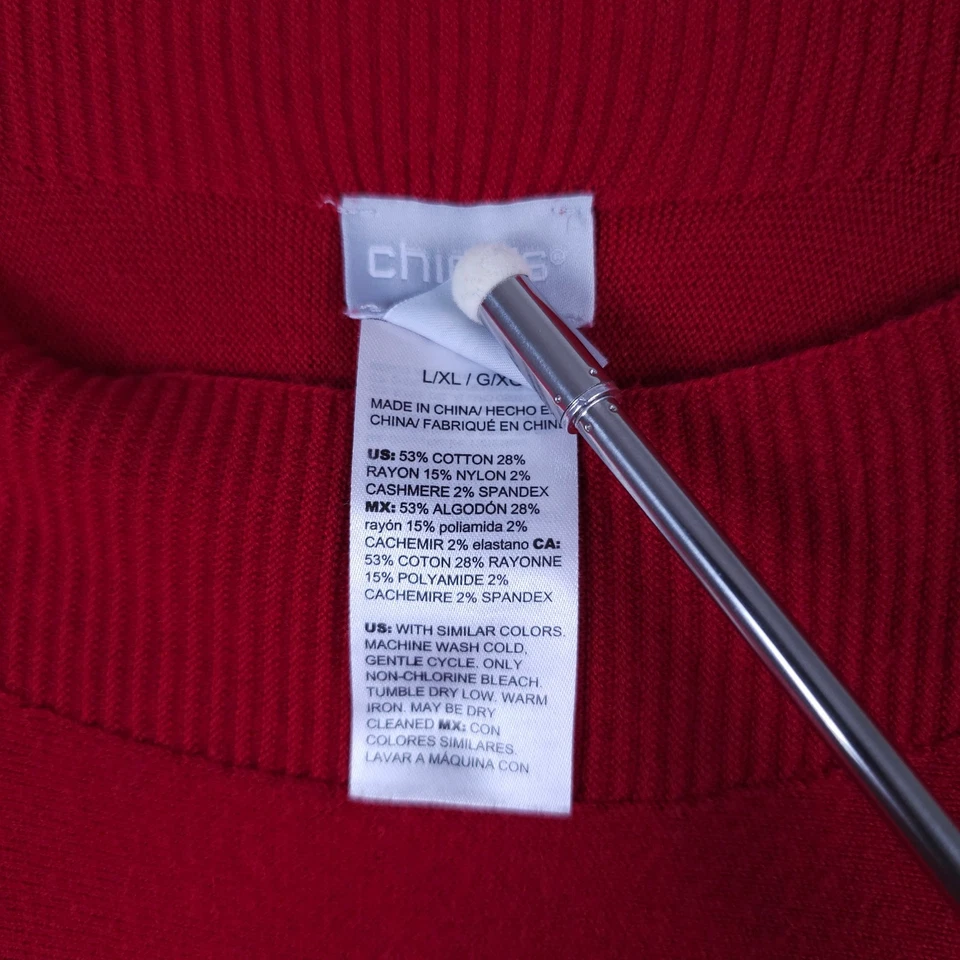 L/XL / G/XG
MADE IN CHINA/ HECHO
CHINA/ FABRIQUÉ EN
US: 53% COTTON 28%
RAYON 15% NYLON 2%
CASHMERE 2% SPANDEX
MX: 53% ALGODÓN 28%
rayón 15% poliamida 2%
CACHEMIR 2% elastano CA:
53% COTON 28% RAYONNE
15% POLYAMIDE 2%
CACHEMIRE 2% SPANDEX
US: WITH SIMILAR COLORS.
MACHINE WASH COLD,
GENTLE CYCLE. ONLY
NON-CHLORINE BLEACH.
TUMBLE DRY LOW. WARM
IRON. MAY BE DRY
CLEANED MX: CON
COLORES SIMILARES.
LAVAR A MÁQUINA CON